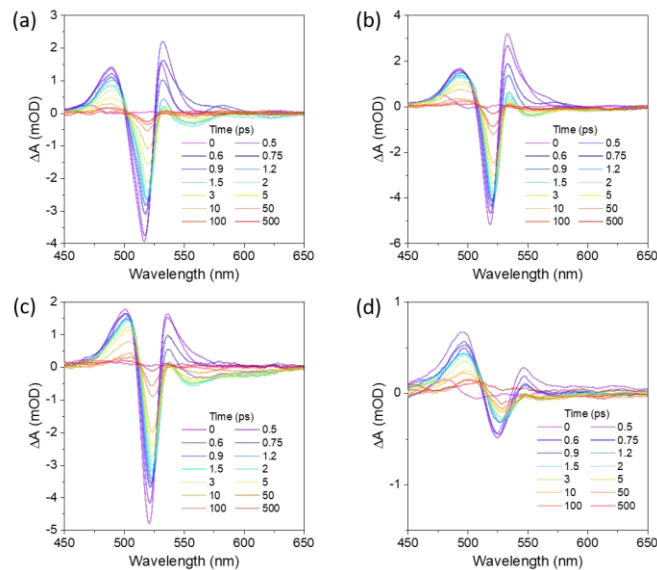 (a)
3
2
1
0
-1
-2
-3
-4
ΔA (mOD)
Time (ps)
0 0.5
0.6 0.75
0.9 1.2
1.5 2
3 5
10 50
100 500
450 500 550 600 650
Wavelength (nm)
(b)
4
2
0
-2
-4
-6
ΔA (mOD)
Time (ps)
0 0.5
0.6 0.75
0.9 1.2
1.5 2
3 5
10 50
100 500
450 500 550 600 650
Wavelength (nm)
(c)
2
1
0
-1
-2
-3
-4
-5
ΔA (mOD)
Time (ps)
0 0.5
0.6 0.75
0.9 1.2
1.5 2
3 5
10 50
100 500
450 500 550 600 650
Wavelength (nm)
(d)
1
0
-1
ΔA (mOD)
Time (ps)
0 0.5
0.6 0.75
0.9 1.2
1.5 2
3 5
10 50
100 500
450 500 550 600 650
Wavelength (nm)